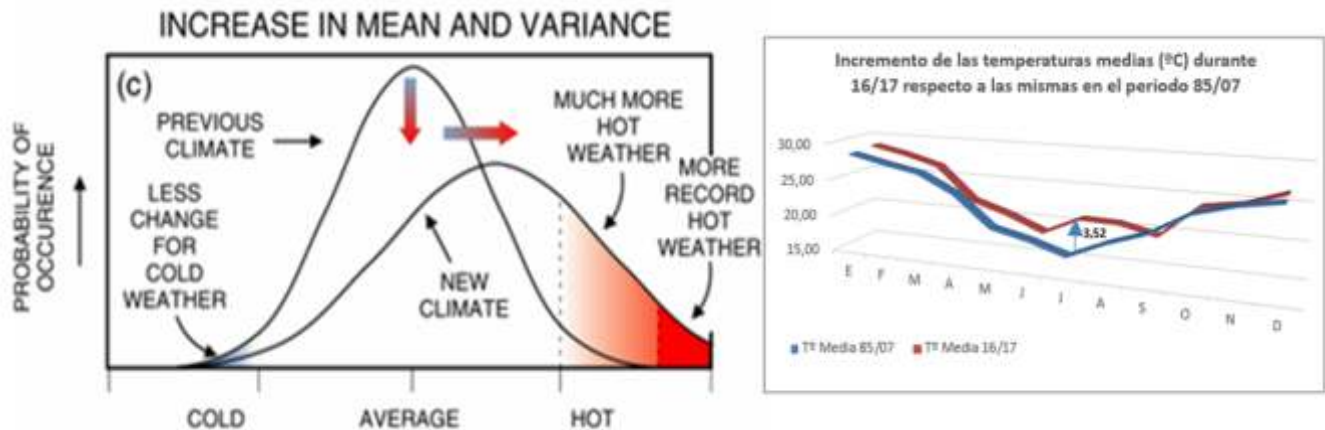 INCREASE IN MEAN AND VARIANCE
(c)
PREVIOUS
CLIMATE
LESS
CHANGE
FOR
COLD
WEATHER
MUCH MORE
HOT
WEATHER
MORE
RECORD
HOT
WEATHER
NEW
CLIMATE
PROBABILITY OF
OCCURENCE
COLD
AVERAGE
HOT
Incremento de las temperaturas medias (ºC) durante
16/17 respecto a las mismas en el periodo 85/07
30,00
25,00
20,00
15,00
3,52
E F M A M J J A S O N D
Tº Media 85/07 Tº Media 16/17